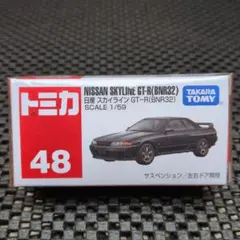 トミカ
NISSAN SKYLINE GT-R(BNR32)
日産 スカイライン GT-R(BNR32)
SCALE 1/59
TAKARA
TOMY
48
サスペンション/左右ドア開閉